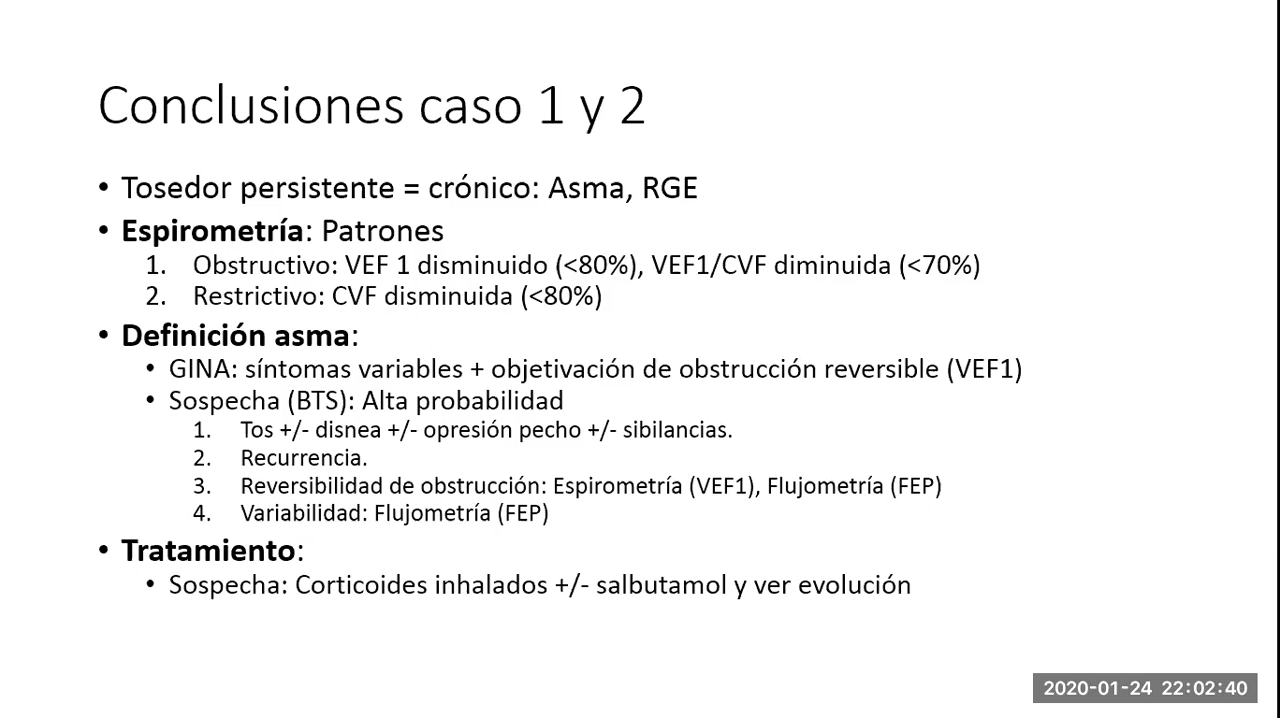 Conclusiones caso 1 y 2
• Tosedor persistente = crónico: Asma, RGE
• Espirometría: Patrones
1. Obstructivo: VEF 1 disminuido (<80%), VEF1/CVF diminuida (<70%)
2. Restrictivo: CVF disminuida (<80%)
• Definición asma:
• GINA: síntomas variables + objetivación de obstrucción reversible (VEF1)
• Sospecha (BTS): Alta probabilidad
1. Tos +/- disnea +/- opresión pecho +/- sibilancias.
2. Recurrencia.
3. Reversibilidad de obstrucción: Espirometría (VEF1), Flujometría (FEP)
4. Variabilidad: Flujometría (FEP)
• Tratamiento:
• Sospecha: Corticoides inhalados +/- salbutamol y ver evolución
2020-01-24 22:02:40